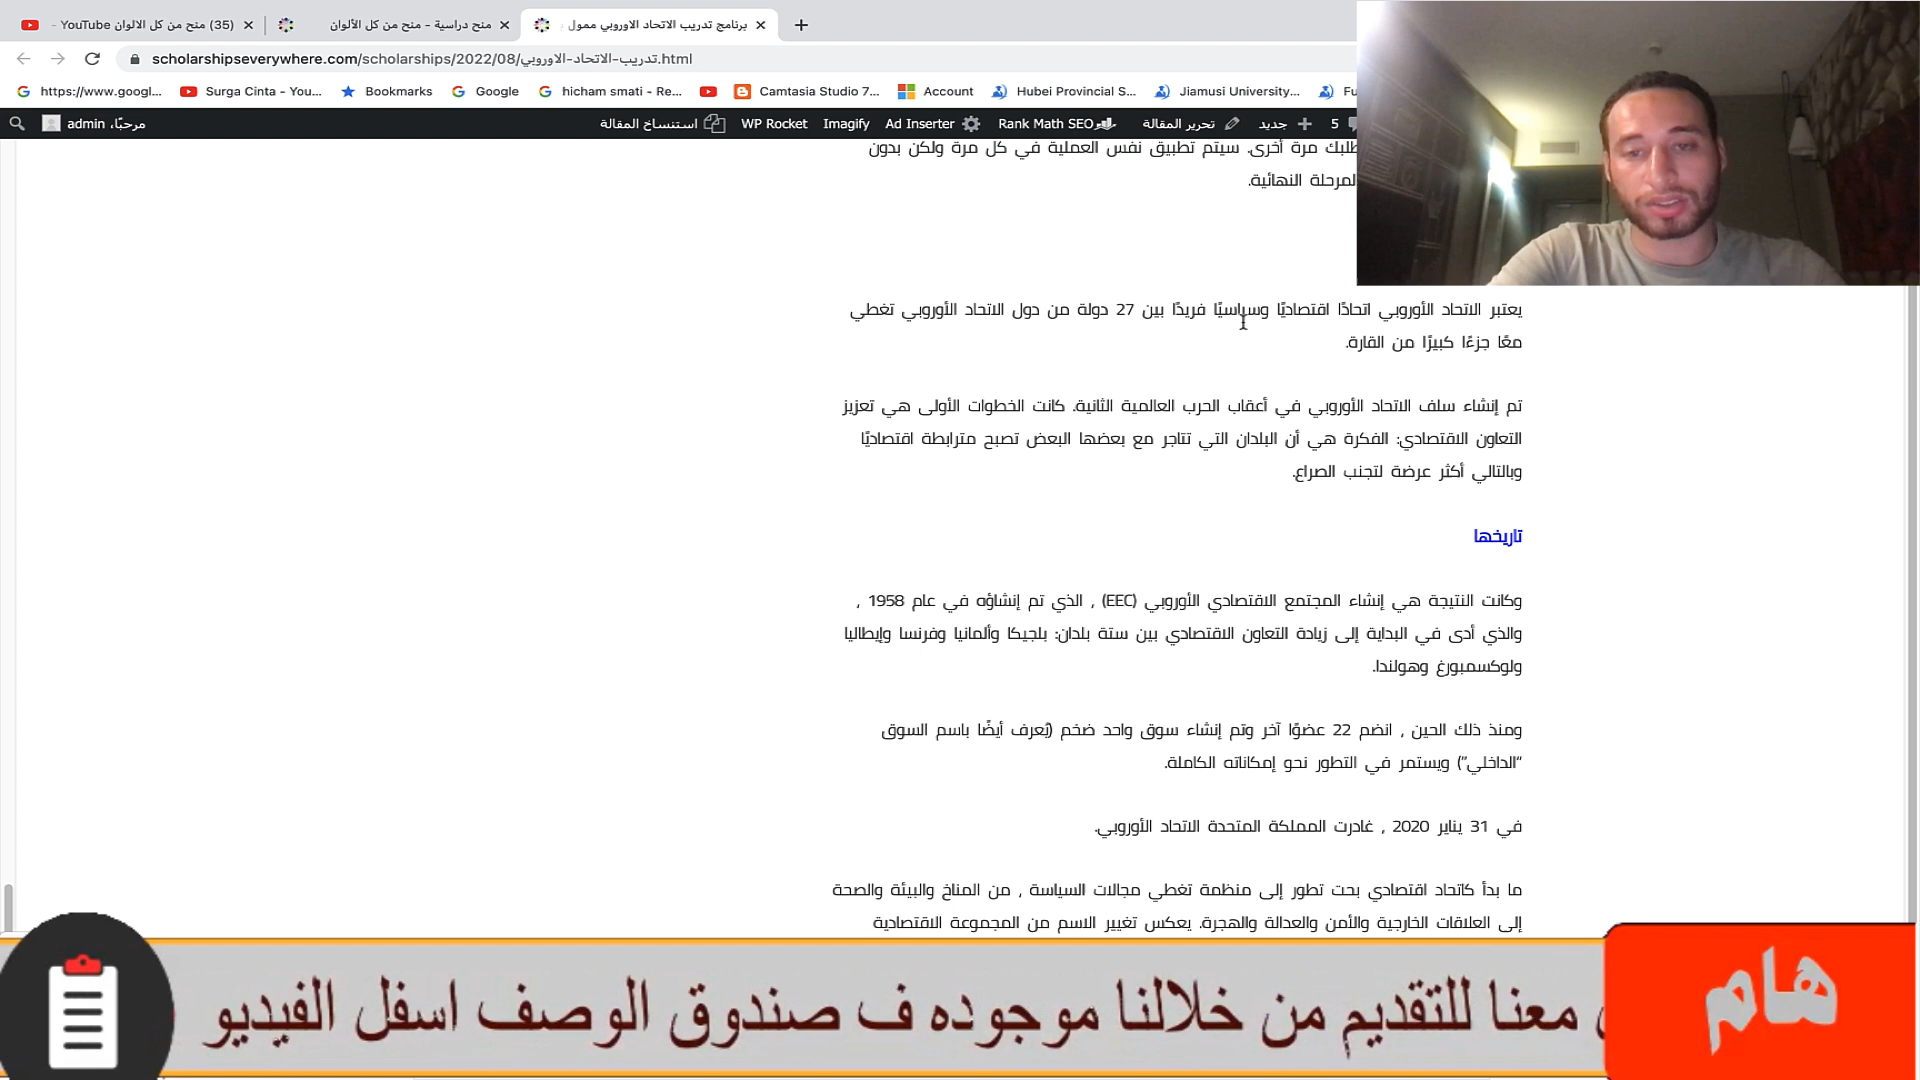 (35) منح من كل الالوان YouTube -
منح دراسية - منح من كل الألوان
برنامج تدريب الاتحاد الاوروبي ممول
scholarshipseverywhere.com/scholarships/2022/08/تدريب-الاتحاد-الاوروبي.html
https://www.googl...
Surga Cinta - You...
Bookmarks
Google
hicham smati - Re...
Camtasia Studio 7...
Account
Hubei Provincial S...
Jiamusi University...
Fu
مرحبًا، admin
استنساخ المقالة
WP Rocket
Imagify
Ad Inserter
Rank Math SEO
تحرير المقالة
جديد
5
طلبك مرة أخرى. سيتم تطبيق نفس العملية في كل مرة ولكن بدون
لمرحلة النهائية.
يعتبر الاتحاد الأوروبي اتحادًا اقتصاديًا وسياسيًا فريدًا بين 27 دولة من دول الاتحاد الأوروبي تغطي
معًا جزءًا كبيرًا من القارة.
تم إنشاء سلف الاتحاد الأوروبي في أعقاب الحرب العالمية الثانية. كانت الخطوات الأولى هي تعزيز
التعاون الاقتصادي: الفكرة هي أن البلدان التي تتاجر مع بعضها البعض تصبح مترابطة اقتصاديًا
وبالتالي أكثر عرضة لتجنب الصراع.
تاريخها
وكانت النتيجة هي إنشاء المجتمع الاقتصادي الأوروبي (EEC) ، الذي تم إنشاؤه في عام 1958 ،
والذي أدى في البداية إلى زيادة التعاون الاقتصادي بين ستة بلدان: بلجيكا وألمانيا وفرنسا وإيطاليا
ولوكسمبورغ وهولندا.
ومنذ ذلك الحين ، انضم 22 عضوًا آخر وتم إنشاء سوق واحد ضخم (يُعرف أيضًا باسم السوق
“الداخلي”) ويستمر في التطور نحو إمكاناته الكاملة.
في 31 يناير 2020 ، غادرت المملكة المتحدة الاتحاد الأوروبي.
ما بدأ كاتحاد اقتصادي بحت تطور إلى منظمة تغطي مجالات السياسة ، من المناخ والبيئة والصحة
إلى العلاقات الخارجية والأمن والعدالة والهجرة. يعكس تغيير الاسم من المجموعة الاقتصادية
هام
معنا للتقديم من خلالنا موجوده ف صندوق الوصف اسفل الفيديو